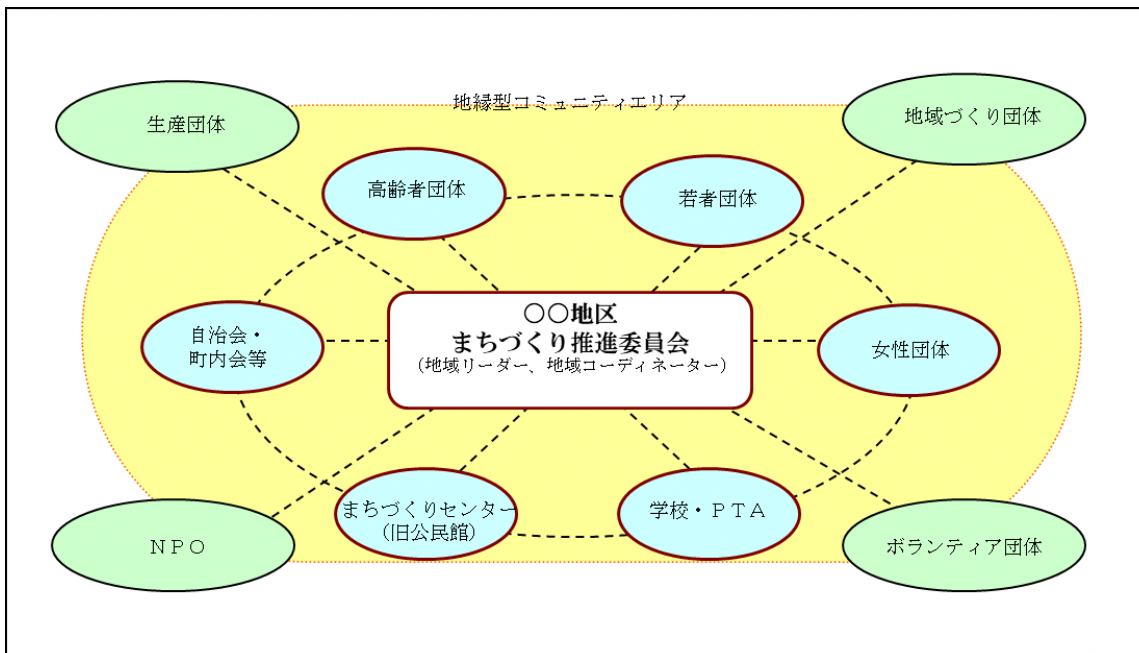 地縁型コミュニティエリア
生産団体
地域づくり団体
高齢者団体
若者団体
〇〇地区
まちづくり推進委員会
（地域リーダー、地域コーディネーター）
自治会・
町内会等
女性団体
まちづくりセンター
（旧公民館）
学校・ＰＴＡ
ＮＰＯ
ボランティア団体